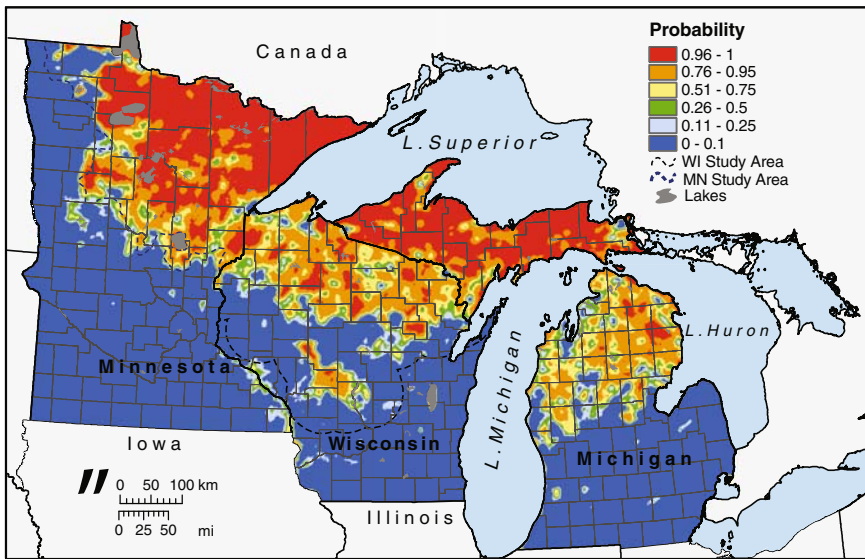 Canada
Probability
0.96 - 1
0.76 - 0.95
0.51 - 0.75
0.26 - 0.5
0.11 - 0.25
0 - 0.1
WI Study Area
MN Study Area
Lakes
L. Superior
L. Huron
L. Michigan
Minnesota
Wisconsin
Michigan
Iowa
Illinois
0 50 100 km
0 25 50
mi